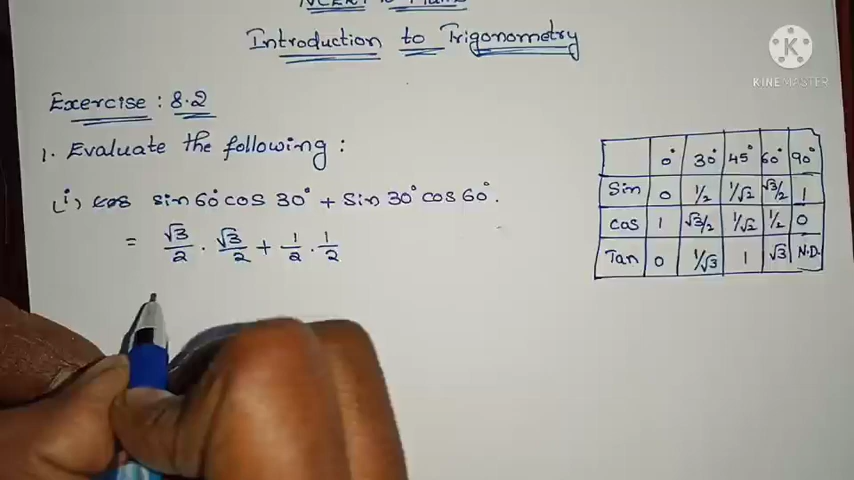 Introduction to Trigonometry
K
KINEMASTER
Exercise : 8.2
1. Evaluate the following :
(i) cos sin 60° cos 30° + sin 30° cos 60°.
= √3/2 . √3/2 + 1/2 . 1/2
0° 30° 45° 60° 90°
Sin 0 1/2 1/√2 √3/2 1
Cos 1 √3/2 1/√2 1/2 0
Tan 0 1/√3 1 √3 N.D.